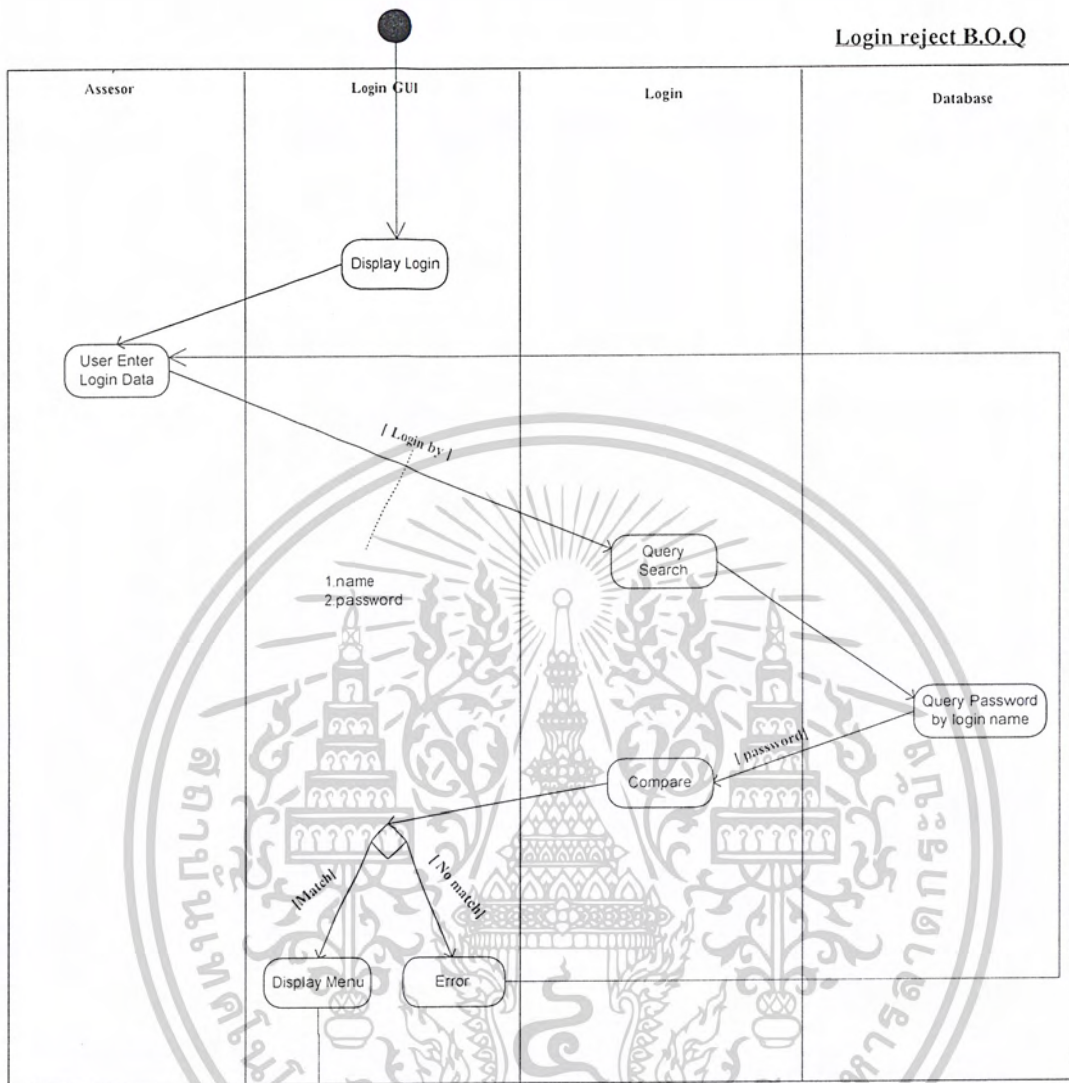 Login reject B.O.Q
Assesor
Login GUI
Login
Database
Display Login
User Enter
Login Data
[ Login by ]
1.name
2.password
Query
Search
Query Password
by login name
[ password]
Compare
[Match]
[ No match]
Display Menu
Error